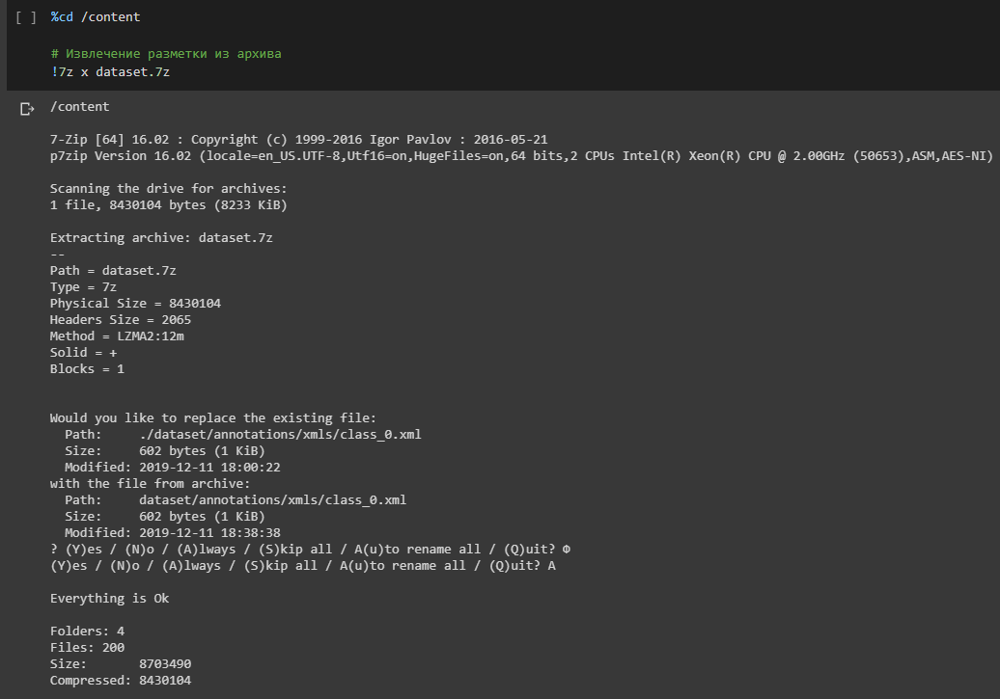 [ ] %cd /content
# Извлечение разметки из архива
!7z x dataset.7z
/content
7-Zip [64] 16.02 : Copyright (c) 1999-2016 Igor Pavlov : 2016-05-21
p7zip Version 16.02 (locale=en_US.UTF-8,Utf16=on,HugeFiles=on,64 bits,2 CPUs Intel(R) Xeon(R) CPU @ 2.00GHz (50653),ASM,AES-NI)
Scanning the drive for archives:
1 file, 8430104 bytes (8233 KiB)
Extracting archive: dataset.7z
--
Path = dataset.7z
Type = 7z
Physical Size = 8430104
Headers Size = 2065
Method = LZMA2:12m
Solid = +
Blocks = 1
Would you like to replace the existing file:
Path:     ./dataset/annotations/xmls/class_0.xml
Size:     602 bytes (1 KiB)
Modified: 2019-12-11 18:00:22
with the file from archive:
Path:     dataset/annotations/xmls/class_0.xml
Size:     602 bytes (1 KiB)
Modified: 2019-12-11 18:38:38
? (Y)es / (N)o / (A)lways / (S)kip all / A(u)to rename all / (Q)uit? Ф
(Y)es / (N)o / (A)lways / (S)kip all / A(u)to rename all / (Q)uit? A
Everything is Ok
Folders: 4
Files: 200
Size:       8703490
Compressed: 8430104